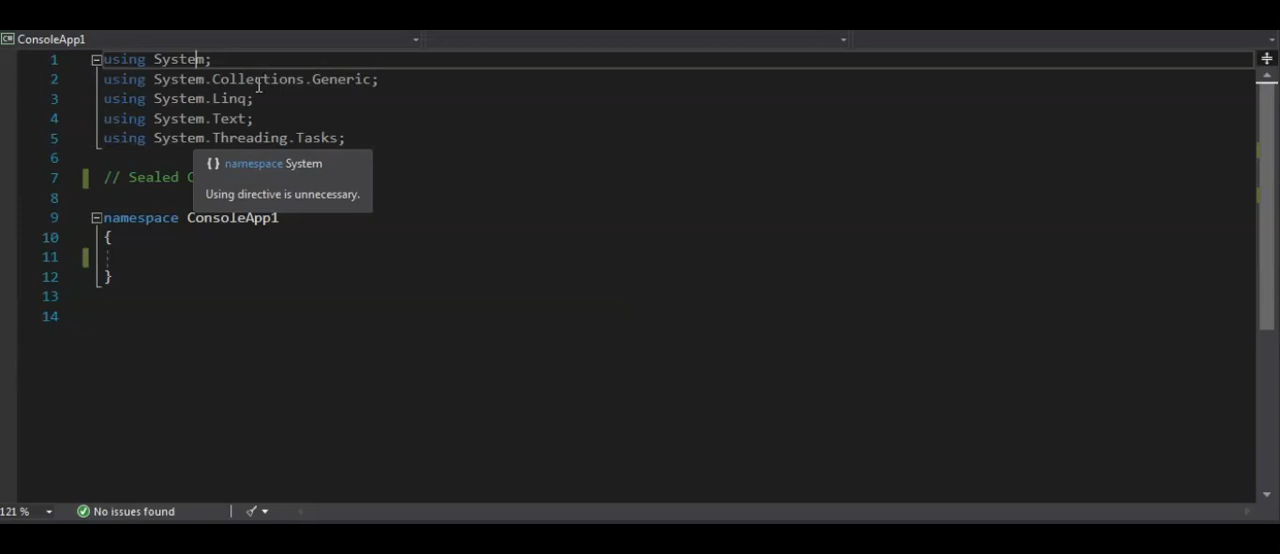 C# ConsoleApp1
1 using System;
2 using System.Collections.Generic;
3 using System.Linq;
4 using System.Text;
5 using System.Threading.Tasks;
6
{} namespace System
7 // Sealed
Using directive is unnecessary.
8
9 namespace ConsoleApp1
10 {
11
12 }
13
14
121 % No issues found